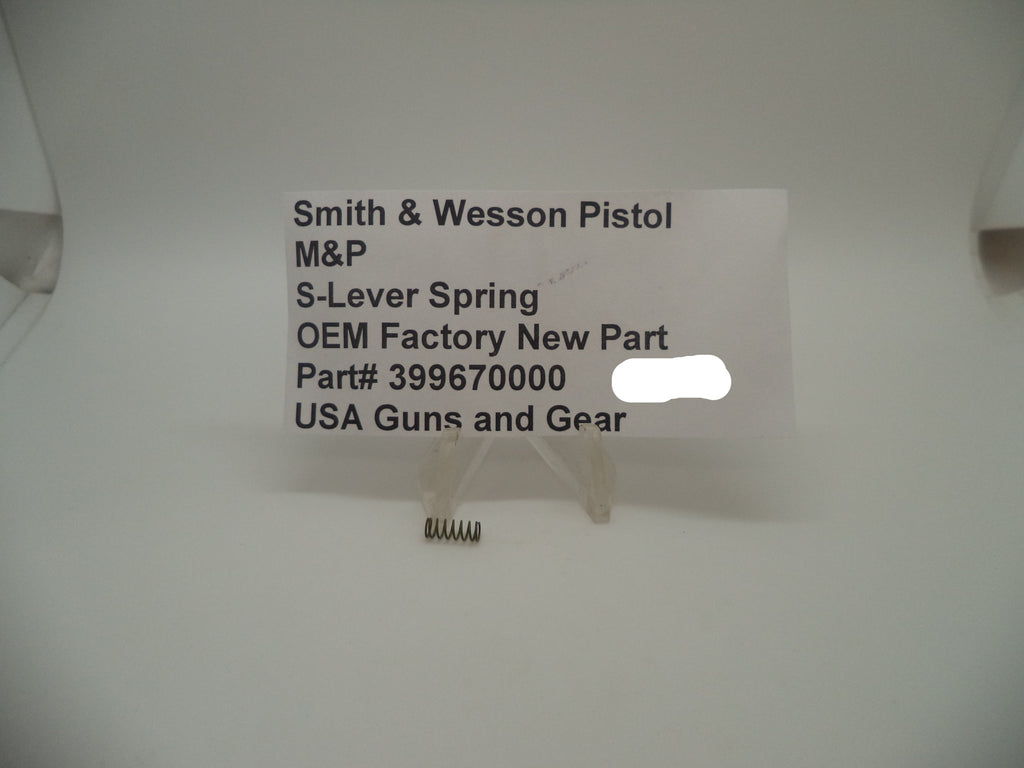 Smith & Wesson Pistol
M&P
S-Lever Spring
OEM Factory New Part
Part# 399670000
USA Guns and Gear